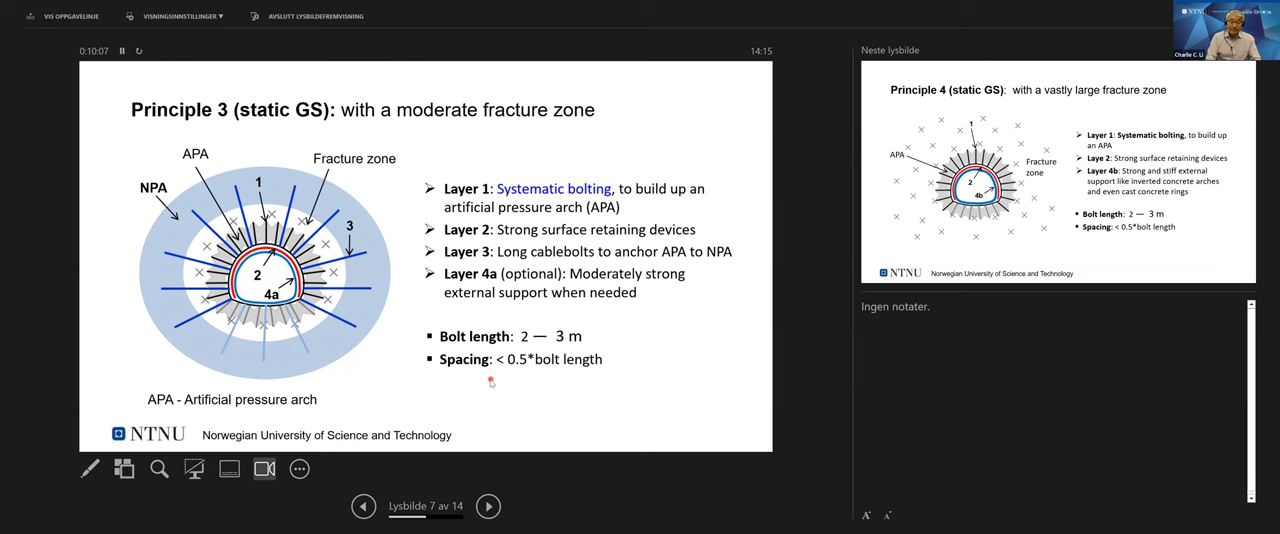 VIS OPPGAVELINJE
VISNINGSINNSTILLINGER ▼
AVSLUTT LYSBILDEFREMVISNING
0:10:07
14:15
Principle 3 (static GS): with a moderate fracture zone
APA
Fracture zone
NPA
1
3
2
4a
➢ Layer 1: Systematic bolting, to build up an
artificial pressure arch (APA)
➢ Layer 2: Strong surface retaining devices
➢ Layer 3: Long cablebolts to anchor APA to NPA
➢ Layer 4a (optional): Moderately strong
external support when needed
▪ Bolt length: 2 — 3 m
▪ Spacing: < 0.5*bolt length
APA - Artificial pressure arch
NTNU
Norwegian University of Science and Technology
Lysbilde 7 av 14
Neste lysbilde
Principle 4 (static GS): with a vastly large fracture zone
1
APA
Fracture
zone
2
4b
➢ Layer 1: Systematic bolting, to build up
an APA
➢ Laye 2: Strong surface retaining devices
➢ Layer 4b: Strong and stiff external
support like inverted concrete arches
and even cast concrete rings
▪ Bolt length: 2 — 3 m
▪ Spacing: < 0.5*bolt length
NTNU
Norwegian University of Science and Technology
Ingen notater.
A
A
NTNU
Charlie C. Li